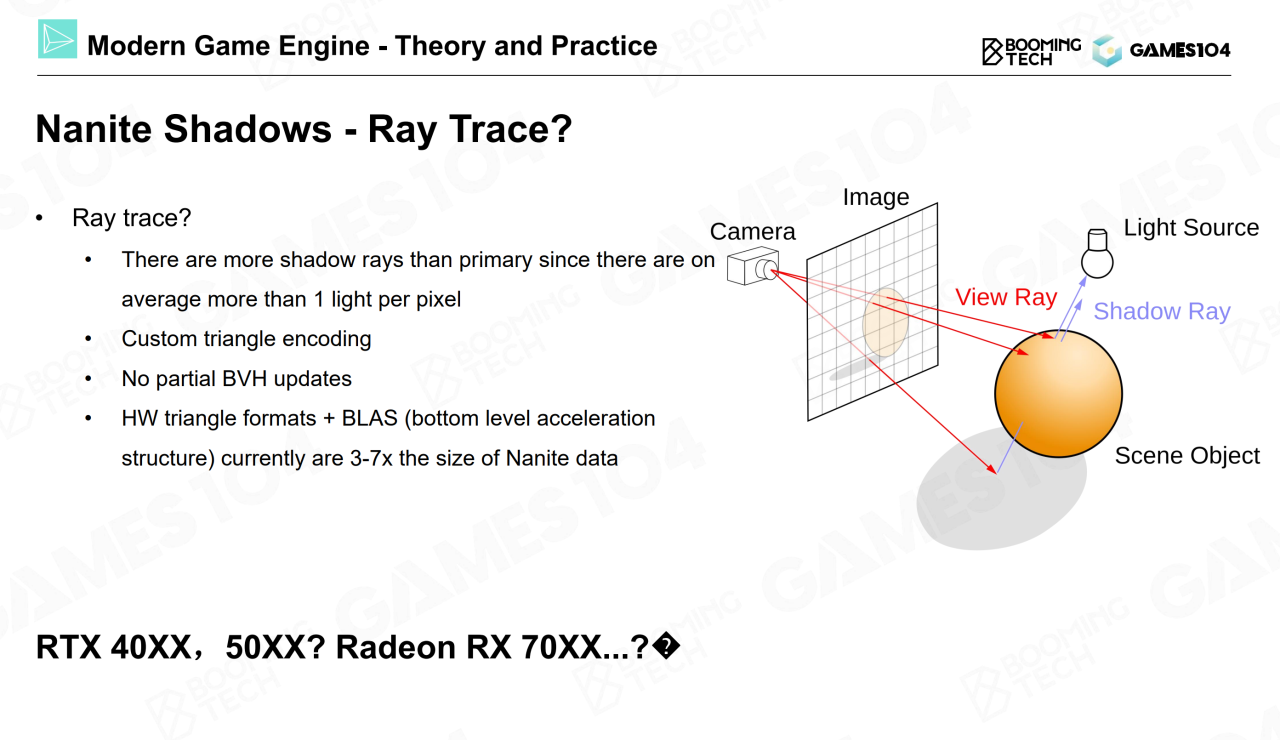 Modern Game Engine - Theory and Practice
BOOMING
TECH
GAMES104
Nanite Shadows - Ray Trace?
• Ray trace?
• There are more shadow rays than primary since there are on
average more than 1 light per pixel
• Custom triangle encoding
• No partial BVH updates
• HW triangle formats + BLAS (bottom level acceleration
structure) currently are 3-7x the size of Nanite data
Image
Camera
Light Source
View Ray
Shadow Ray
Scene Object
RTX 40XX，50XX? Radeon RX 70XX...?�